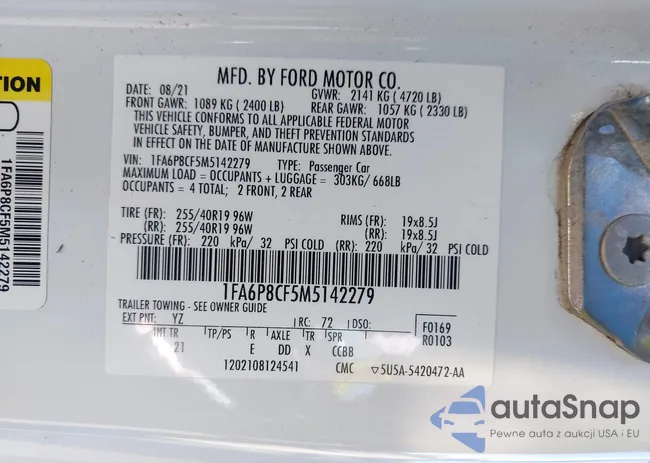 TION
1FA6P8CF5M5142279
MFD. BY FORD MOTOR CO.
DATE: 08/21 GVWR: 2141 KG ( 4720 LB)
FRONT GAWR: 1089 KG ( 2400 LB) REAR GAWR: 1057 KG ( 2330 LB)
THIS VEHICLE CONFORMS TO ALL APPLICABLE FEDERAL MOTOR
VEHICLE SAFETY, BUMPER, AND THEFT PREVENTION STANDARDS
IN EFFECT ON THE DATE OF MANUFACTURE SHOWN ABOVE.
VIN: 1FA6P8CF5M5142279 TYPE: Passenger Car
MAXIMUM LOAD = OCCUPANTS + LUGGAGE = 303KG/ 668LB
OCCUPANTS = 4 TOTAL; 2 FRONT, 2 REAR
TIRE (FR): 255/40R19 96W RIMS (FR): 19x8.5J
(RR): 255/40R19 96W (RR): 19x8.5J
PRESSURE (FR): 220 kPa/ 32 PSI COLD (RR): 220 kPa/ 32 PSI COLD
1FA6P8CF5M5142279
TRAILER TOWING - SEE OWNER GUIDE
EXT PNT: YZ RC: 72 DSO: F0169
INT TR TP/PS R AXLE TR SPR R0103
21 E DD X CCBB
1202108124541 CMC ▽5U5A-5420472-AA
autaSnap
Pewne auta z aukcji USA i EU